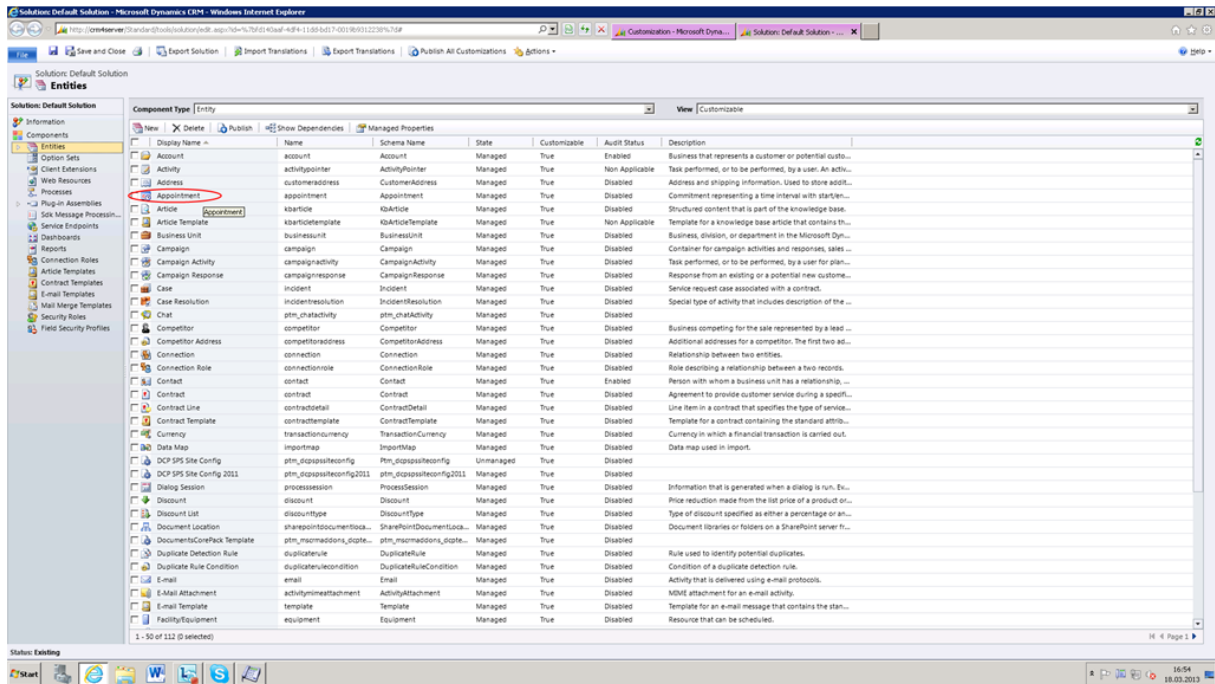 Solution: Default Solution - Microsoft Dynamics CRM - Windows Internet Explorer
Customization - Microsoft Dyna... Solution: Default Solution - ...
File Save and Close Export Solution Import Translations Export Translations Publish All Customizations Actions Help
Solution: Default Solution
Entities
Solution: Default Solution
Information
Components
Entities
Option Sets
Client Extensions
Web Resources
Processes
Plug-in Assemblies
Sdk Message Processin...
Service Endpoints
Dashboards
Reports
Connection Roles
Article Templates
Contract Templates
E-mail Templates
Mail Merge Templates
Security Roles
Field Security Profiles
Component Type Entity View Customizable
New Delete Publish Show Dependencies Managed Properties
Display Name Name Schema Name State Customizable Audit Status Description
Account account Account Managed True Enabled Business that represents a customer or potential custo...
Activity activitypointer ActivityPointer Managed True Non Applicable Task performed, or to be performed, by a user. An activ...
Address customeraddress CustomerAddress Managed True Disabled Address and shipping information. Used to store addit...
Appointment appointment Appointment Managed True Disabled Commitment representing a time interval with start/en...
Article kbarticle KbArticle Managed True Disabled Structured content that is part of the knowledge base.
Appointment
Article Template kbarticletemplate KbArticleTemplate Managed True Non Applicable Template for a knowledge base article that contains th...
Business Unit businessunit BusinessUnit Managed True Disabled Business, division, or department in the Microsoft Dyn...
Campaign campaign Campaign Managed True Disabled Container for campaign activities and responses, sales ...
Campaign Activity campaignactivity CampaignActivity Managed True Disabled Task performed, or to be performed, by a user for plan...
Campaign Response campaignresponse CampaignResponse Managed True Disabled Response from an existing or a potential new custome...
Case incident Incident Managed True Disabled Service request case associated with a contract.
Case Resolution incidentresolution IncidentResolution Managed True Disabled Special type of activity that includes description of the ...
Chat ptm_chatactivity ptm_chatActivity Managed True Disabled
Competitor competitor Competitor Managed True Disabled Business competing for the sale represented by a lead ...
Competitor Address competitoraddress CompetitorAddress Managed True Disabled Additional addresses for a competitor. The first two ad...
Connection connection Connection Managed True Disabled Relationship between two entities.
Connection Role connectionrole ConnectionRole Managed True Disabled Role describing a relationship between a two records.
Contact contact Contact Managed True Enabled Person with whom a business unit has a relationship, ...
Contract contract Contract Managed True Disabled Agreement to provide customer service during a specifi...
Contract Line contractdetail ContractDetail Managed True Disabled Line item in a contract that specifies the type of service...
Contract Template contracttemplate ContractTemplate Managed True Disabled Template for a contract containing the standard attrib...
Currency transactioncurrency TransactionCurrency Managed True Disabled Currency in which a financial transaction is carried out.
Data Map importmap ImportMap Managed True Disabled Data map used in import.
DCP SPS Site Config ptm_dcpspssiteconfig Ptm_dcpspssiteconfig Unmanaged True Disabled
DCP SPS Site Config 2011 ptm_dcpspssiteconfig2011 ptm_dcpspssiteconfig2011 Managed True Disabled
Dialog Session processsession ProcessSession Managed True Disabled Information that is generated when a dialog is run. Ev...
Discount discount Discount Managed True Disabled Price reduction made from the list price of a product or...
Discount List discounttype DiscountType Managed True Disabled Type of discount specified as either a percentage or an...
Document Location sharepointdocumentloca... SharePointDocumentLoca... Managed True Disabled Document libraries or folders on a SharePoint server fr...
DocumentsCorePack Template ptm_mscrmaddons_dcpte... ptm_mscrmaddons_dcpte... Managed True Disabled
Duplicate Detection Rule duplicaterule DuplicateRule Managed True Disabled Rule used to identify potential duplicates.
Duplicate Rule Condition duplicaterulecondition DuplicateRuleCondition Managed True Disabled Condition of a duplicate detection rule.
E-mail email Email Managed True Disabled Activity that is delivered using e-mail protocols.
E-Mail Attachment activitymimeattachment ActivityAttachment Managed True Disabled MIME attachment for an e-mail activity.
E-mail Template template Template Managed True Disabled Template for an e-mail message that contains the stan...
Facility/Equipment equipment Equipment Managed True Disabled Resource that can be scheduled.
1 - 50 of 112 (0 selected) Page 1
Status: Existing
Start 16:54
18.03.2013